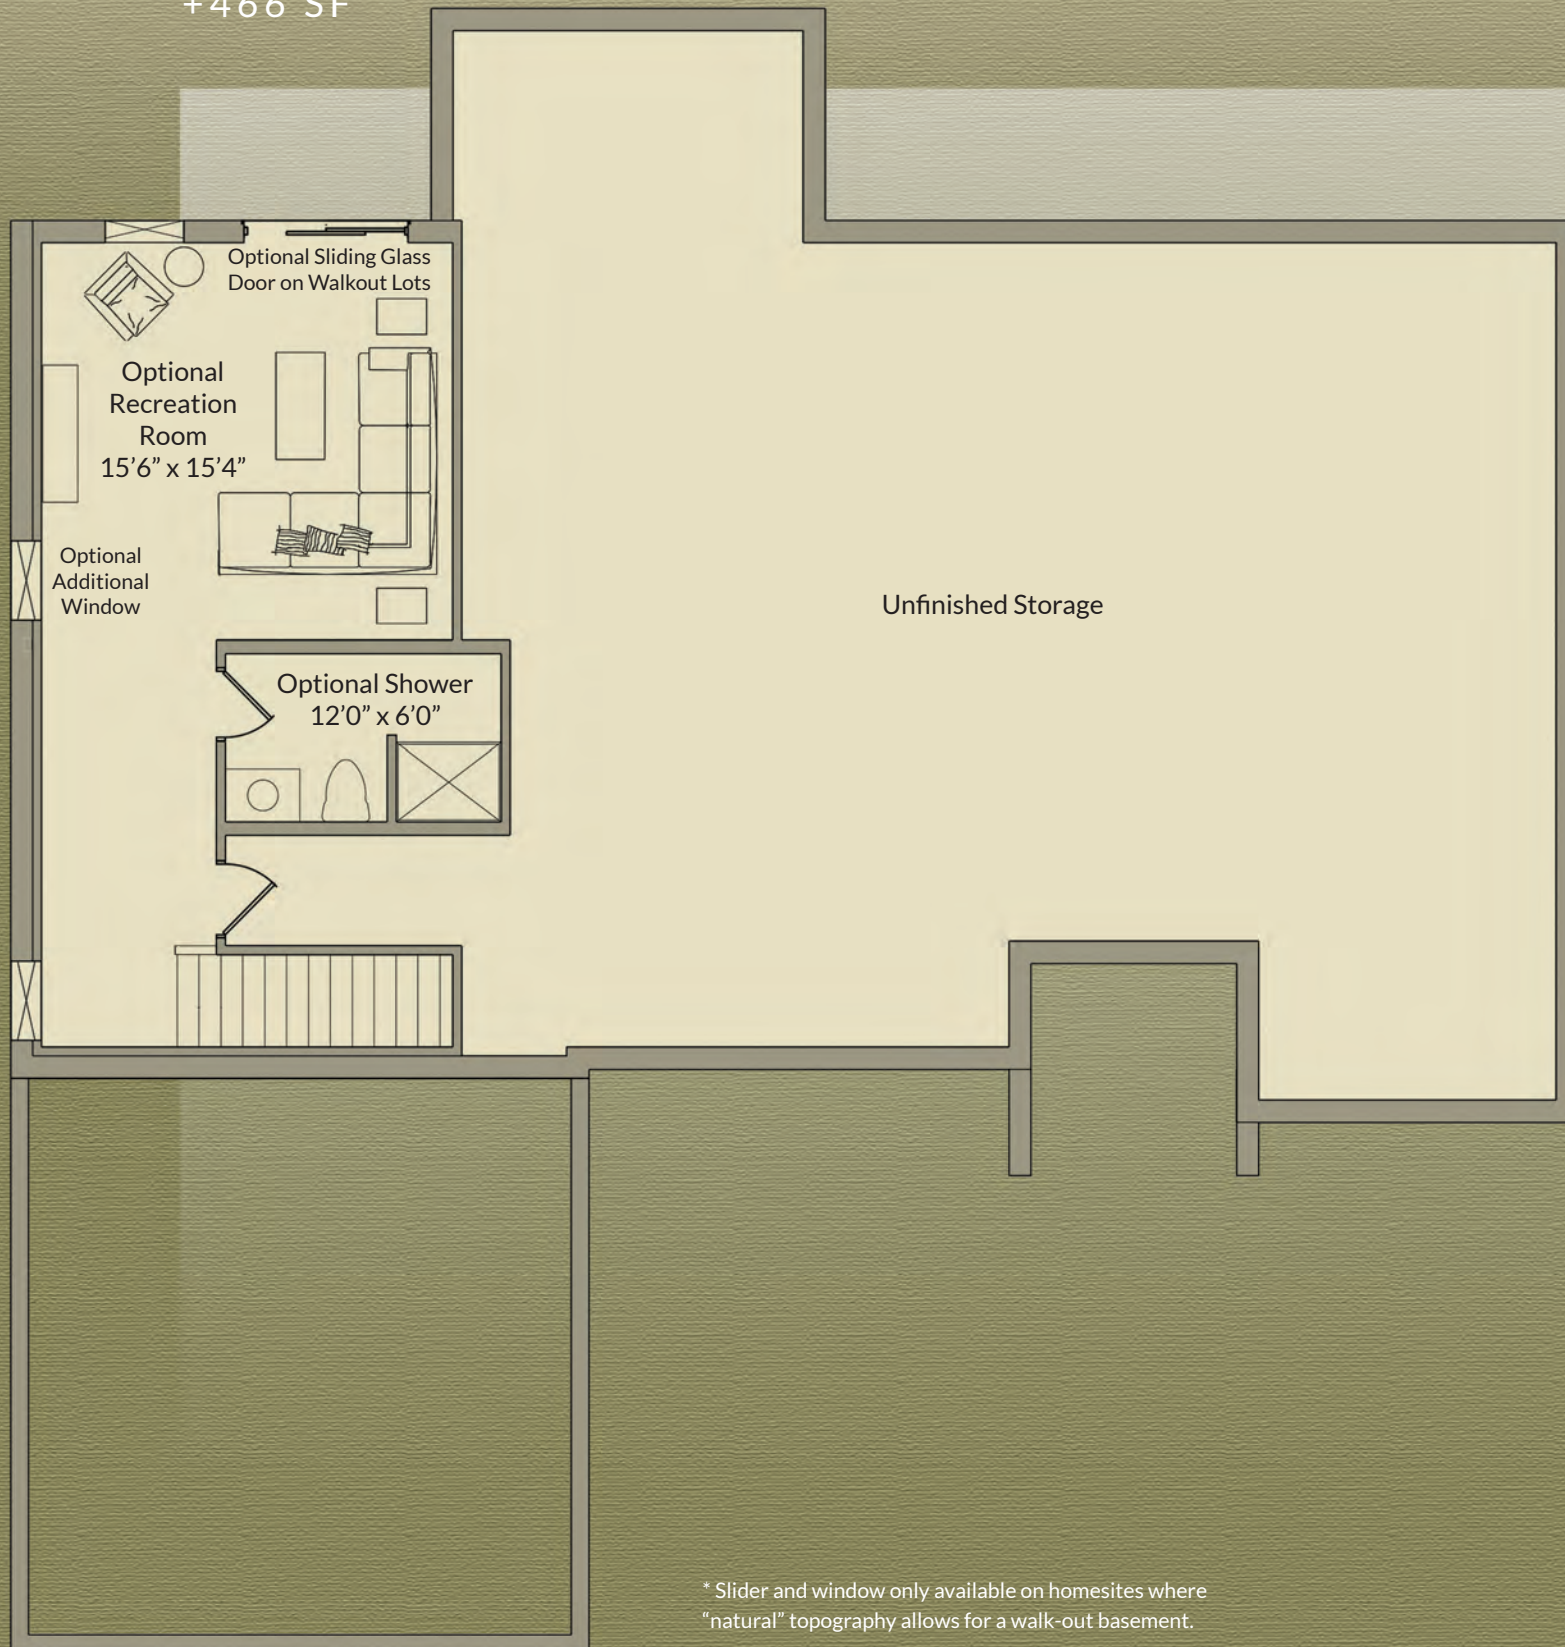 +466 SF
Optional Sliding Glass
Door on Walkout Lots
Optional
Recreation
Room
15’6” x 15’4”
Optional
Additional
Window
Unfinished Storage
Optional Shower
12’0” x 6’0”
* Slider and window only available on homesites where
“natural” topography allows for a walk-out basement.